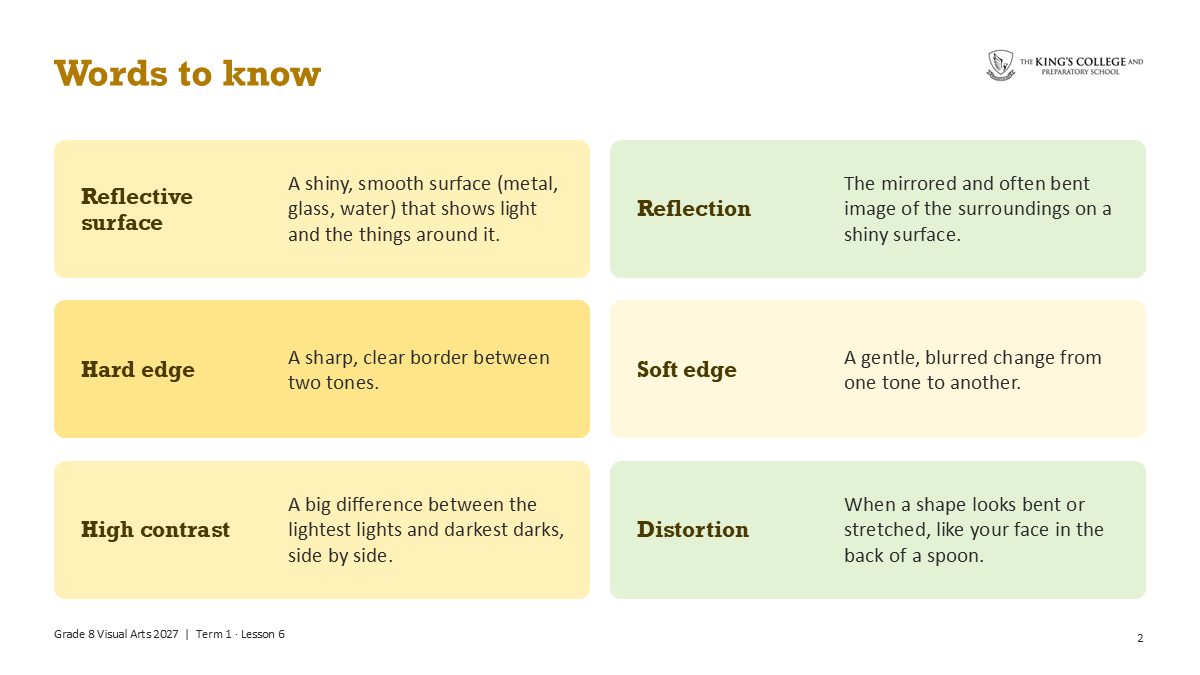 Words to know
THE KING'S COLLEGE AND
PREPARATORY SCHOOL
Reflective
surface
A shiny, smooth surface (metal,
glass, water) that shows light
and the things around it.
Reflection
The mirrored and often bent
image of the surroundings on a
shiny surface.
Hard edge
A sharp, clear border between
two tones.
Soft edge
A gentle, blurred change from
one tone to another.
High contrast
A big difference between the
lightest lights and darkest darks,
side by side.
Distortion
When a shape looks bent or
stretched, like your face in the
back of a spoon.
Grade 8 Visual Arts 2027 | Term 1 · Lesson 6
2